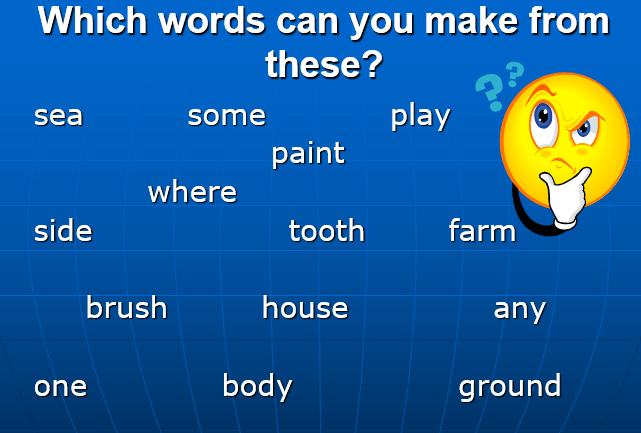 Which words can you make from
these?
? ?
sea some play
paint
where
side tooth farm
brush house any
one body ground